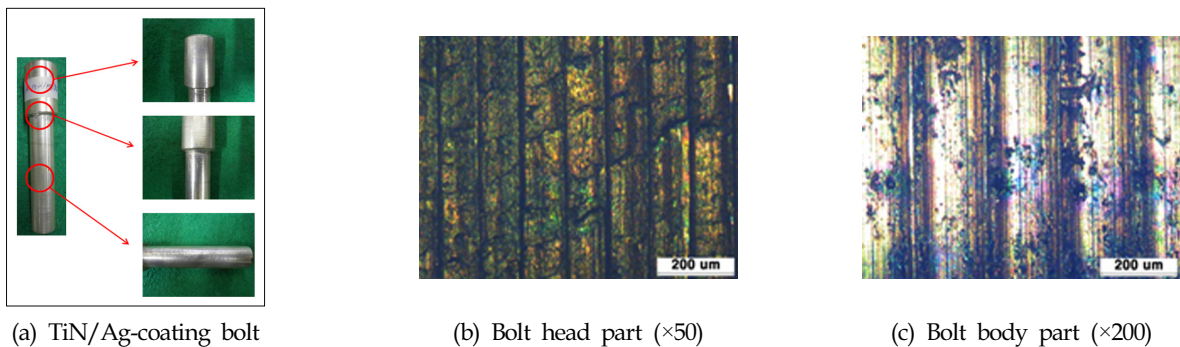 200 um
200 um
(a) TiN/Ag-coating bolt
(b) Bolt head part (×50)
(c) Bolt body part (×200)